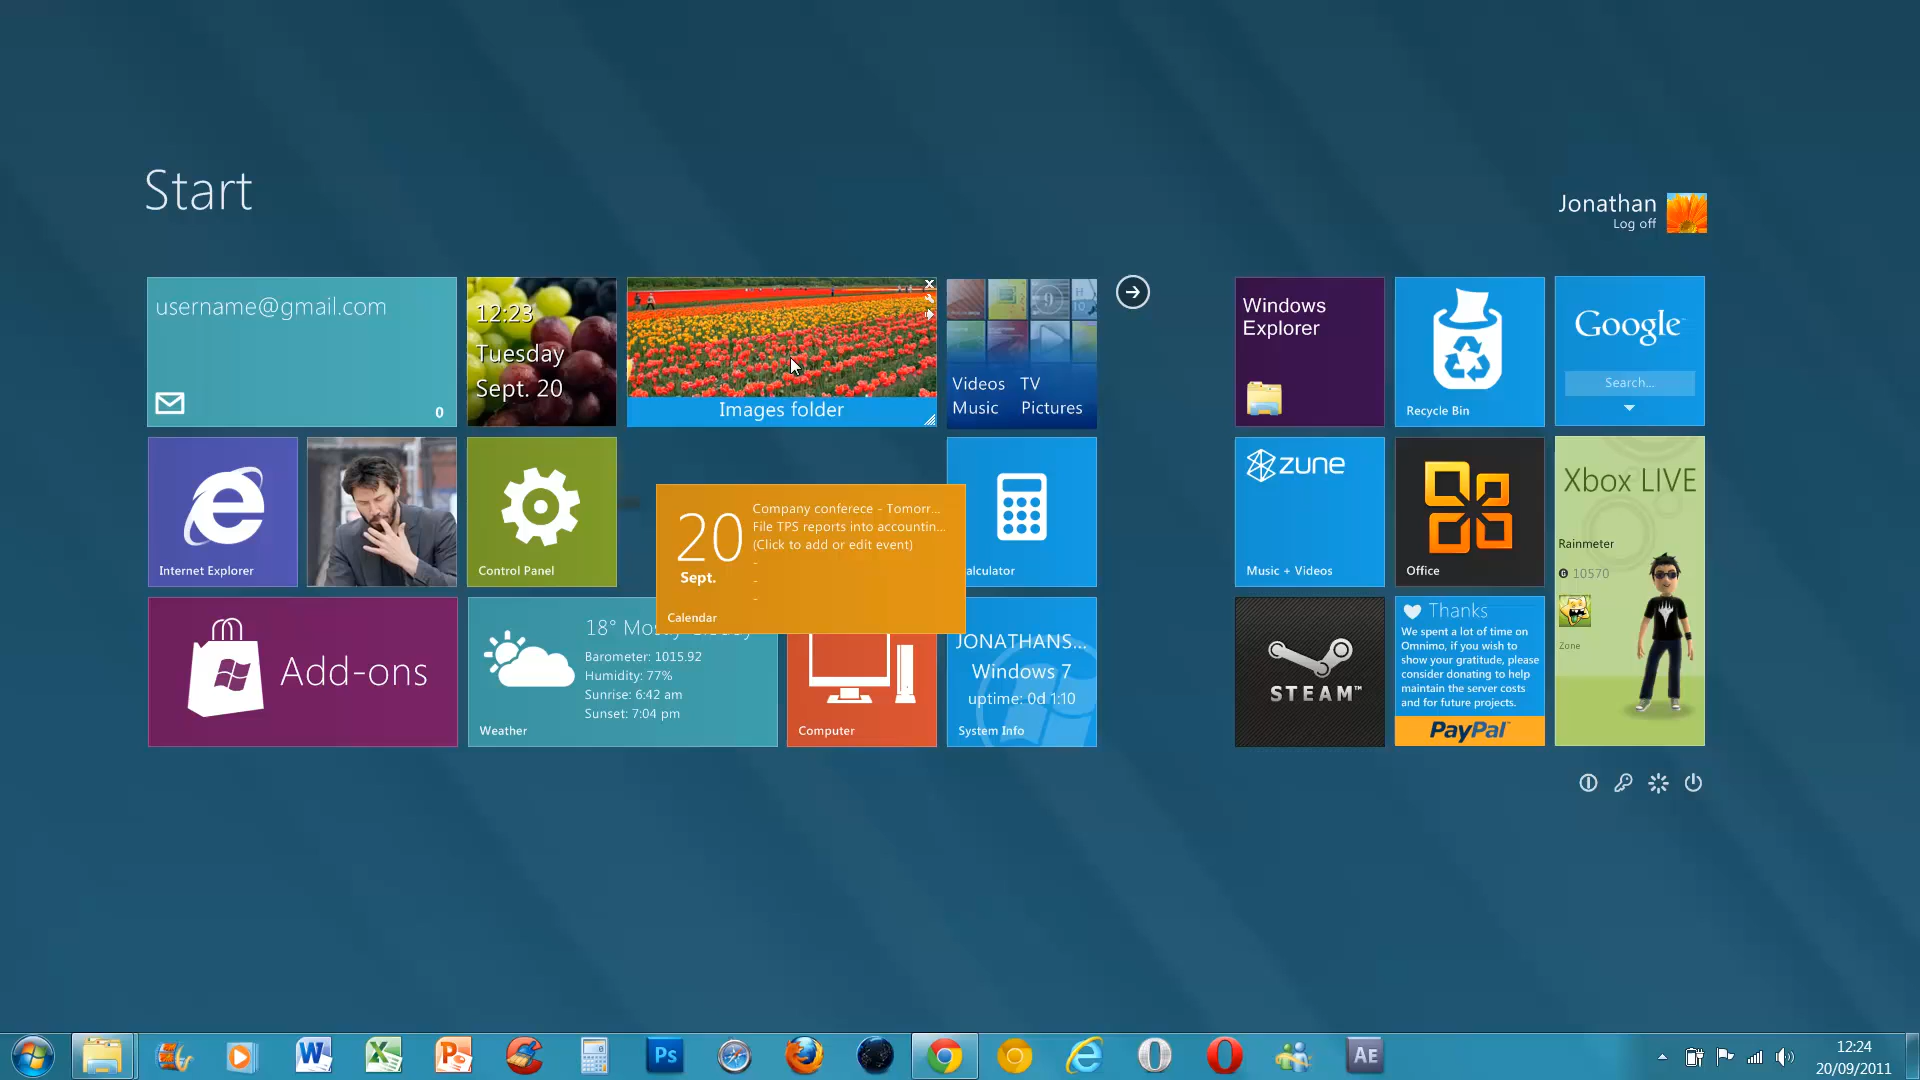 Start
Jonathan
Log off
username@gmail.com
0
12:23
Tuesday
Sept. 20
Images folder
Videos TV
Music Pictures
Windows
Explorer
Recycle Bin
Google
Search...
Internet Explorer
Control Panel
20
Sept.
Company conferece - Tomorr...
File TPS reports into accountin...
(Click to add or edit event)
-
-
-
Calendar
alculator
zune
Music + Videos
Office
Xbox LIVE
Rainmeter
G 10570
Zone
Add-ons
18° Mostly Cloudy
Barometer: 1015.92
Humidity: 77%
Sunrise: 6:42 am
Sunset: 7:04 pm
Weather
Computer
JONATHANS...
Windows 7
uptime: 0d 1:10
System Info
STEAM™
Thanks
We spent a lot of time on
Omnimo, if you wish to
show your gratitude, please
consider donating to help
maintain the server costs
and for future projects.
PayPal™
Ps
AE
12:24
20/09/2011